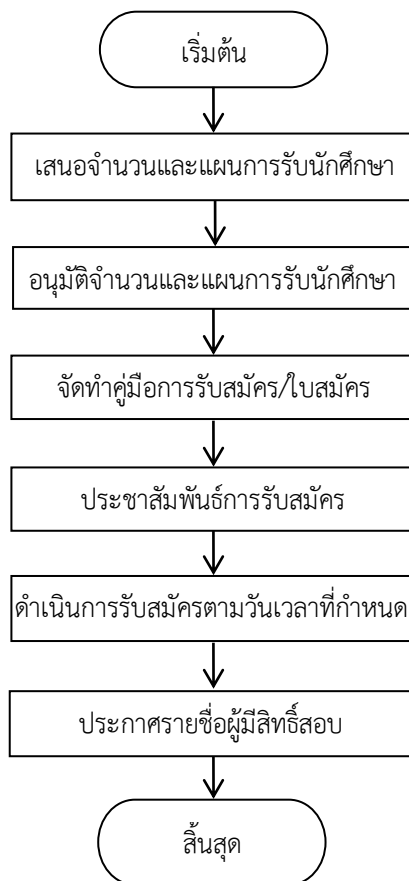 เริ่มต้น
เสนอจำนวนและแผนการรับนักศึกษา
อนุมัติจำนวนและแผนการรับนักศึกษา
จัดทำคู่มือการรับสมัคร/ใบสมัคร
ประชาสัมพันธ์การรับสมัคร
ดำเนินการรับสมัครตามวันเวลาที่กำหนด
ประกาศรายชื่อผู้มีสิทธิ์สอบ
สิ้นสุด